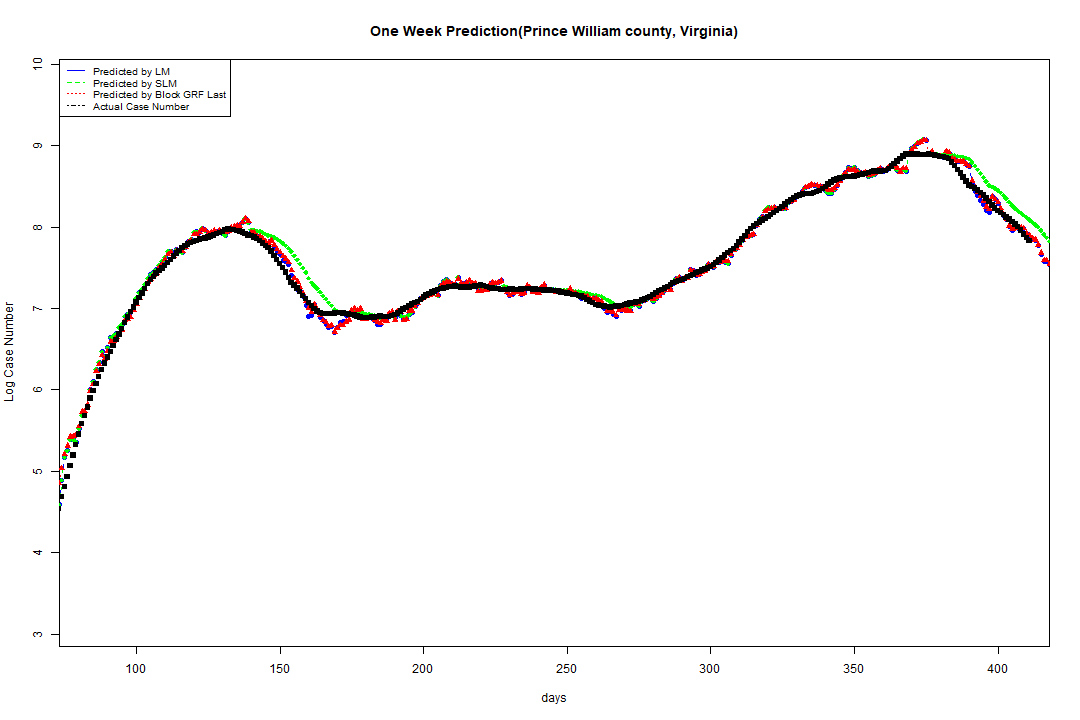 One Week Prediction(Prince William county, Virginia)
Predicted by LM
Predicted by SLM
Predicted by Block GRF Last
Actual Case Number
10
9
8
7
6
5
4
3
Log Case Number
100 150 200 250 300 350 400
days